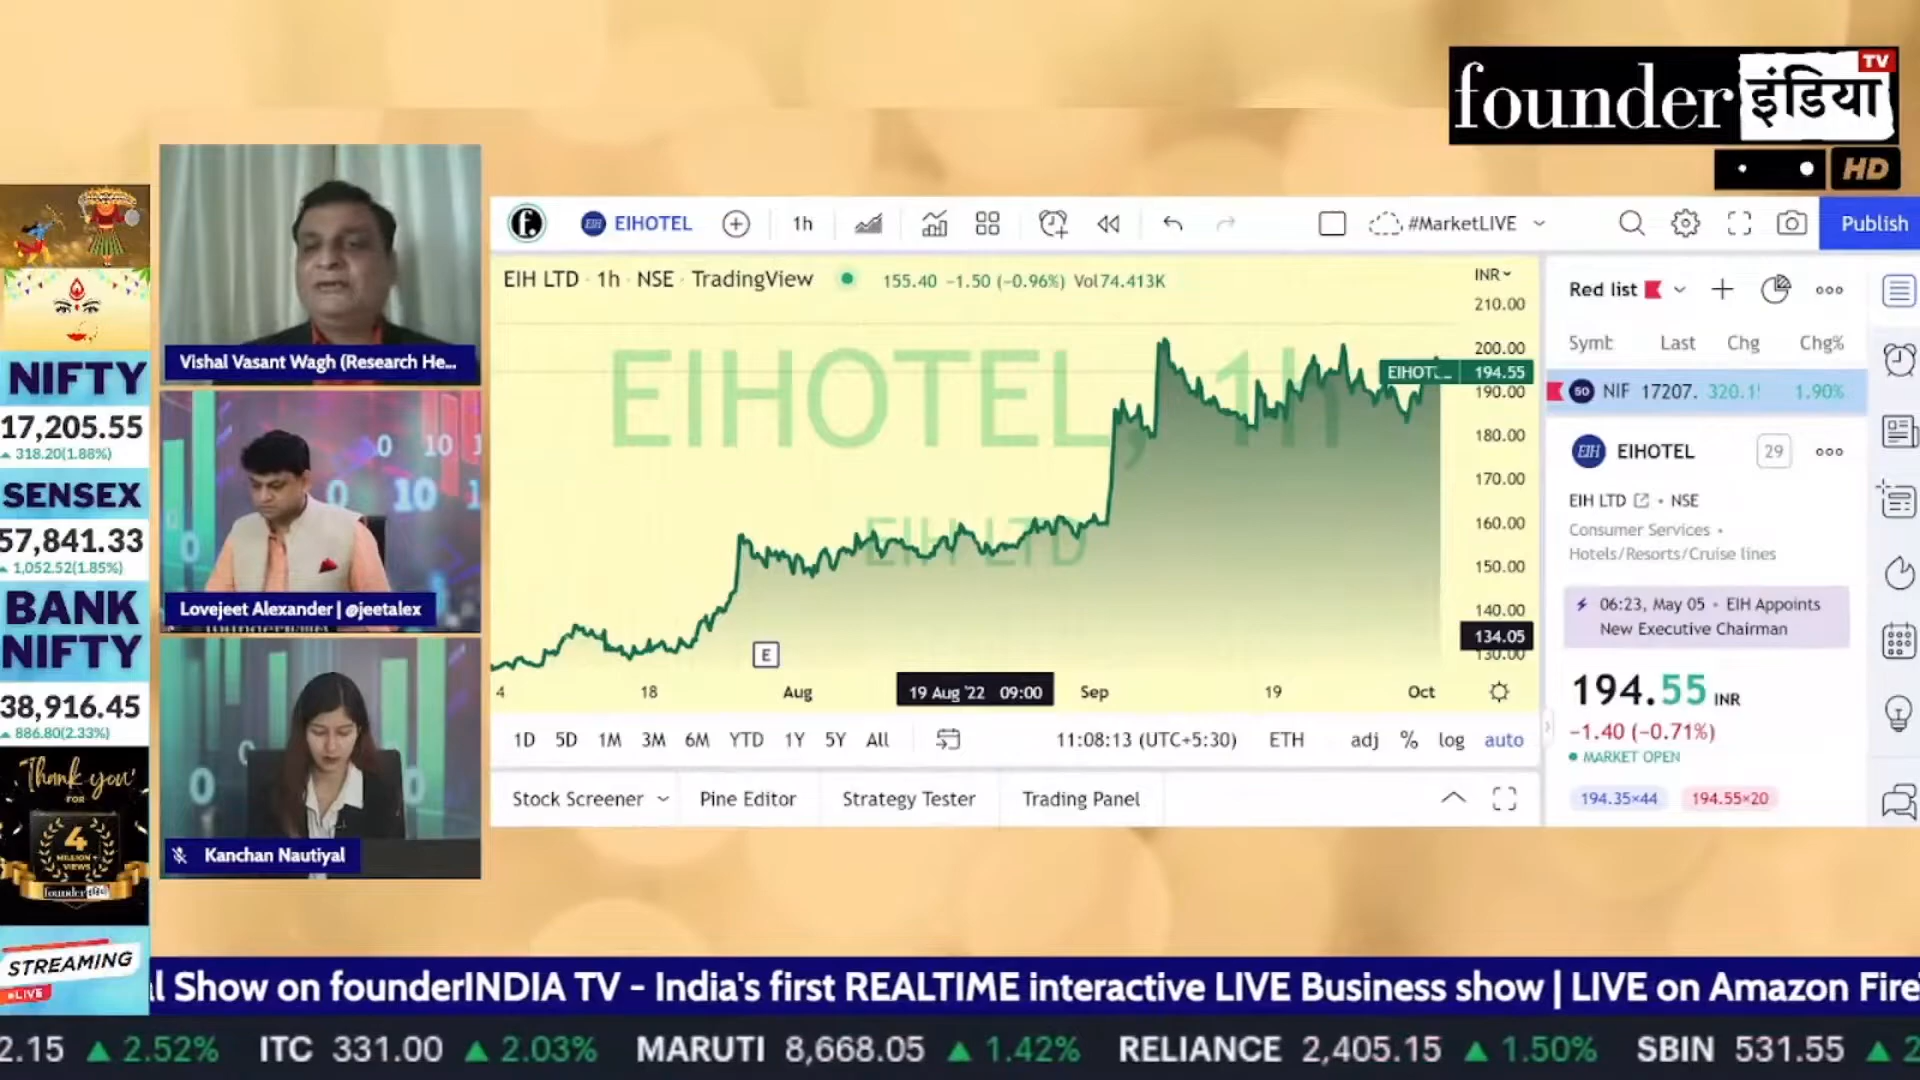 founder इंडिया TV
HD
EIHOTEL
1h
#MarketLIVE
Publish
EIH LTD · 1h · NSE · TradingView
155.40 −1.50 (−0.96%) Vol74.413K
EIHOTEL, 1h
EIH LTD
INR
210.00
200.00
EIHOT... 194.55
190.00
180.00
170.00
160.00
150.00
140.00
134.05
130.00
E
4
18
Aug
19 Aug '22 09:00
Sep
19
Oct
1D 5D 1M 3M 6M YTD 1Y 5Y All
11:08:13 (UTC+5:30) ETH adj % log auto
Stock Screener
Pine Editor
Strategy Tester
Trading Panel
Red list
Symb Last Chg Chg%
50 NIF 17207. 320.1 1.90%
EIH EIHOTEL 29
EIH LTD • NSE
Consumer Services •
Hotels/Resorts/Cruise lines
06:23, May 05 • EIH Appoints
New Executive Chairman
194.55 INR
−1.40 (−0.71%)
MARKET OPEN
194.35×44 194.55×20
Vishal Vasant Wagh (Research He...
Lovejeet Alexander | @jeetalex
Kanchan Nautiyal
NIFTY
17,205.55
318.20(1.88%)
SENSEX
57,841.33
1,052.52(1.85%)
BANK
NIFTY
38,916.45
886.80(2.33%)
Thank you
FOR
4
MILLION+
VIEWS
founder
STREAMING
LIVE
l Show on founderINDIA TV - India's first REALTIME interactive LIVE Business show | LIVE on Amazon Fire
2.15 ▲ 2.52% ITC 331.00 ▲ 2.03% MARUTI 8,668.05 ▲ 1.42% RELIANCE 2,405.15 ▲ 1.50% SBIN 531.55 ▲ 2